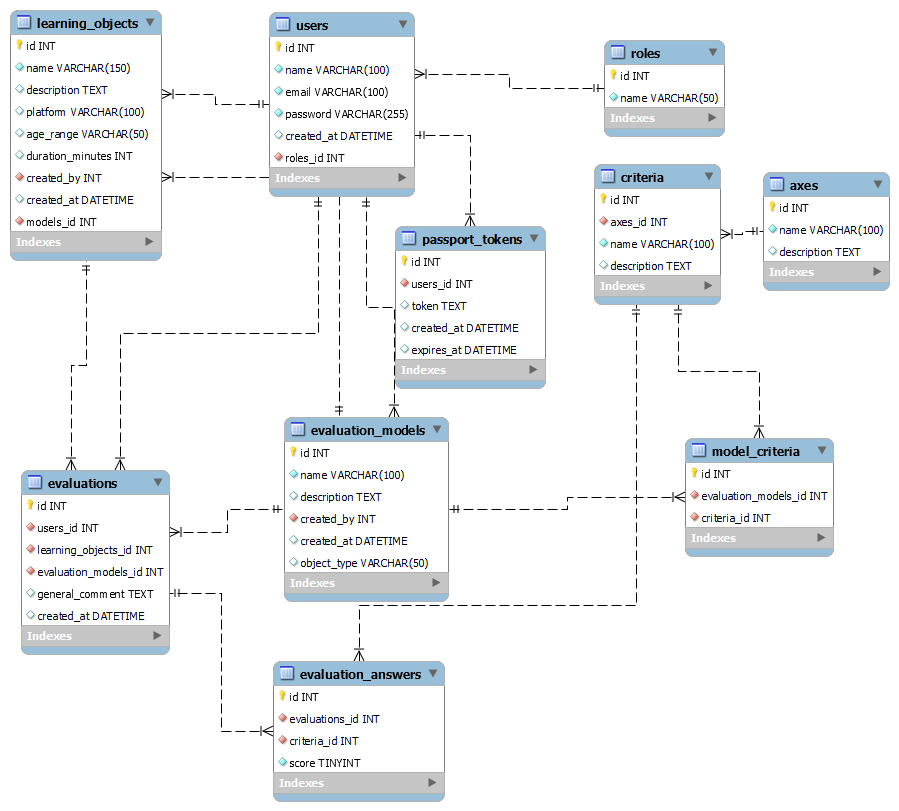 learning_objects
id INT
name VARCHAR(150)
description TEXT
platform VARCHAR(100)
age_range VARCHAR(50)
duration_minutes INT
created_by INT
created_at DATETIME
models_id INT
Indexes
users
id INT
name VARCHAR(100)
email VARCHAR(100)
password VARCHAR(255)
created_at DATETIME
roles_id INT
Indexes
roles
id INT
name VARCHAR(50)
Indexes
criteria
id INT
axes_id INT
name VARCHAR(100)
description TEXT
Indexes
axes
id INT
name VARCHAR(100)
description TEXT
Indexes
passport_tokens
id INT
users_id INT
token TEXT
created_at DATETIME
expires_at DATETIME
Indexes
evaluation_models
id INT
name VARCHAR(100)
description TEXT
created_by INT
created_at DATETIME
object_type VARCHAR(50)
Indexes
model_criteria
id INT
evaluation_models_id INT
criteria_id INT
Indexes
evaluations
id INT
users_id INT
learning_objects_id INT
evaluation_models_id INT
general_comment TEXT
created_at DATETIME
Indexes
evaluation_answers
id INT
evaluations_id INT
criteria_id INT
score TINYINT
Indexes